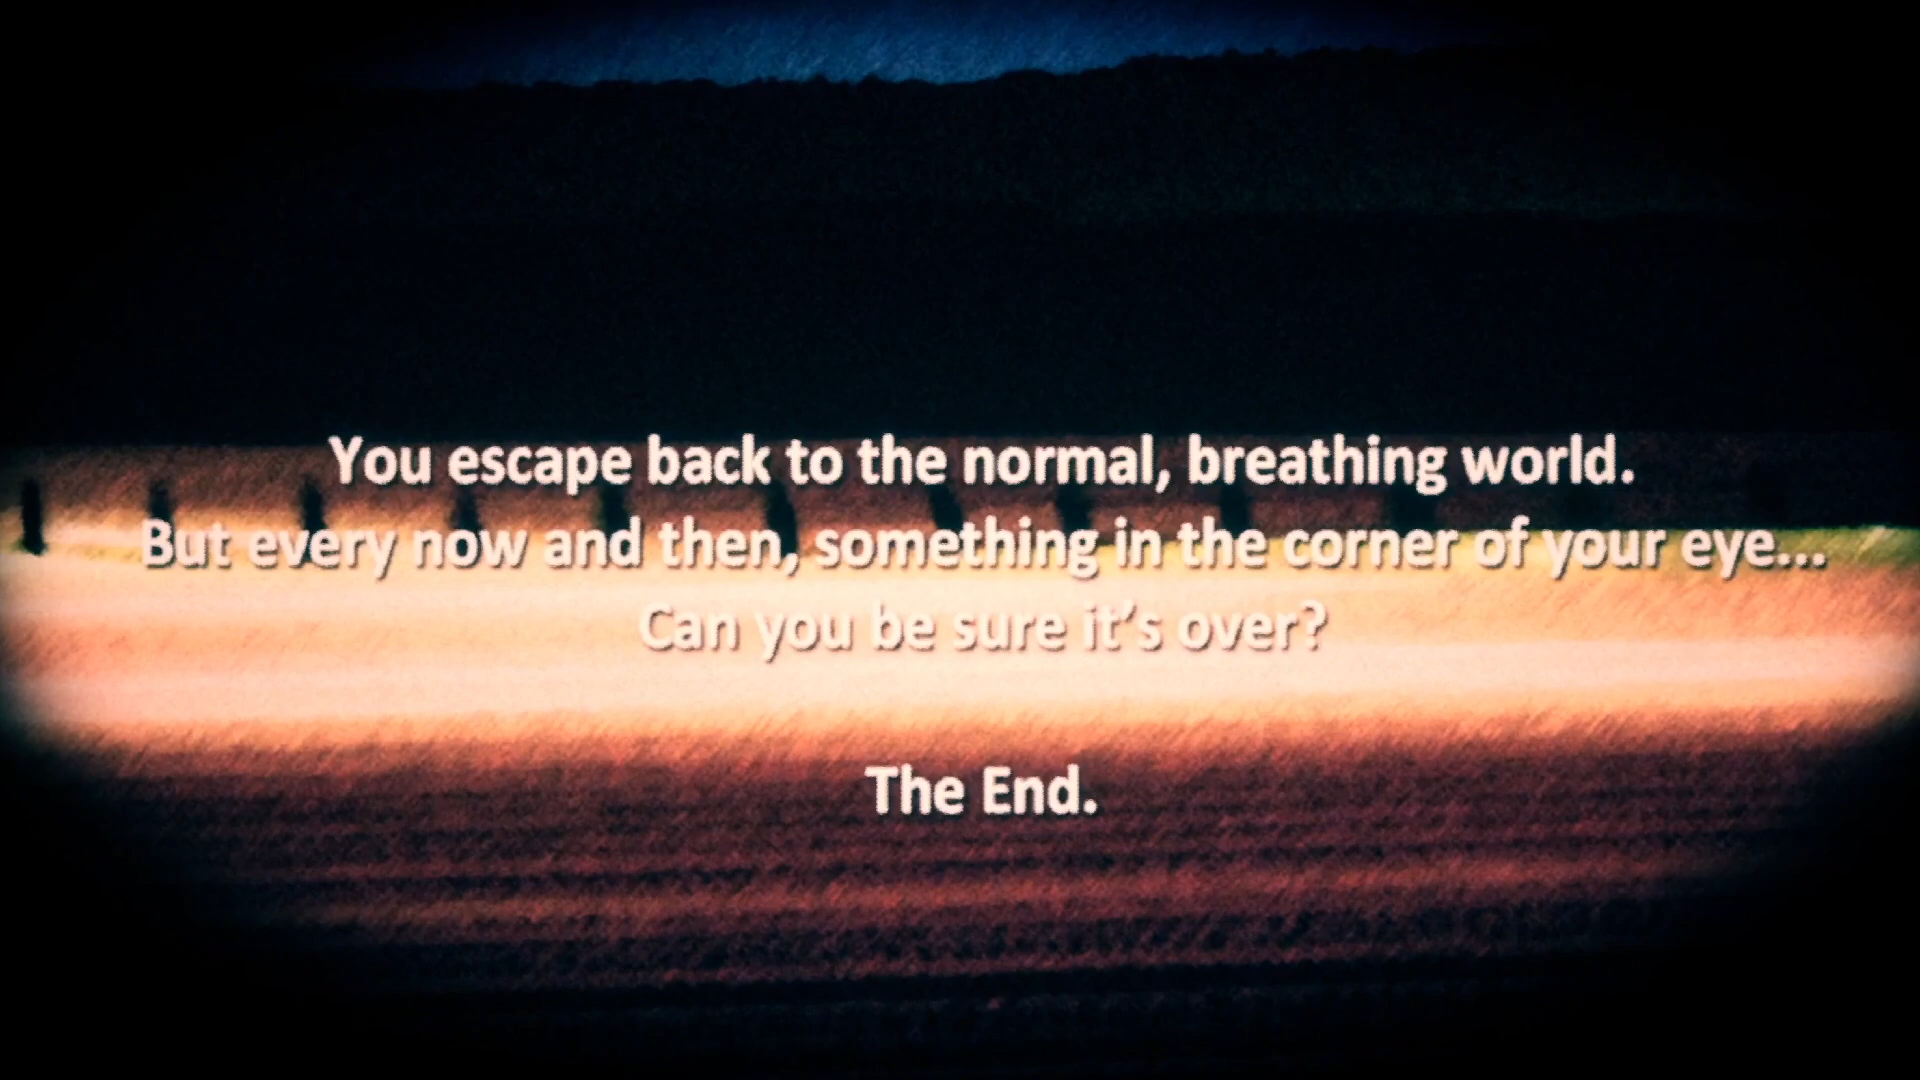 You escape back to the normal, breathing world.
But every now and then, something in the corner of your eye...
Can you be sure it’s over?
The End.